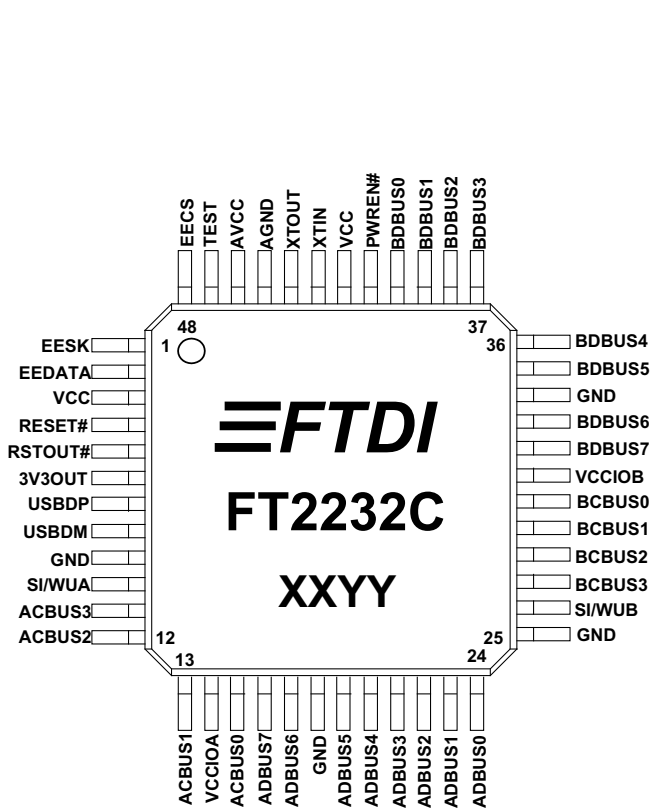 EECS
TEST
AVCC
AGND
XTOUT
XTIN
VCC
PWREN#
BDBUS0
BDBUS1
BDBUS2
BDBUS3
48
37
1
36
EESK
EEDATA
VCC
RESET#
RSTOUT#
3V3OUT
USBDP
USBDM
GND
SI/WUA
ACBUS3
ACBUS2
FTDI
FT2232C
XXYY
BDBUS4
BDBUS5
GND
BDBUS6
BDBUS7
VCCIOB
BCBUS0
BCBUS1
BCBUS2
BCBUS3
SI/WUB
GND
12
25
13
24
ACBUS1
VCCIOA
ACBUS0
ADBUS7
ADBUS6
GND
ADBUS5
ADBUS4
ADBUS3
ADBUS2
ADBUS1
ADBUS0